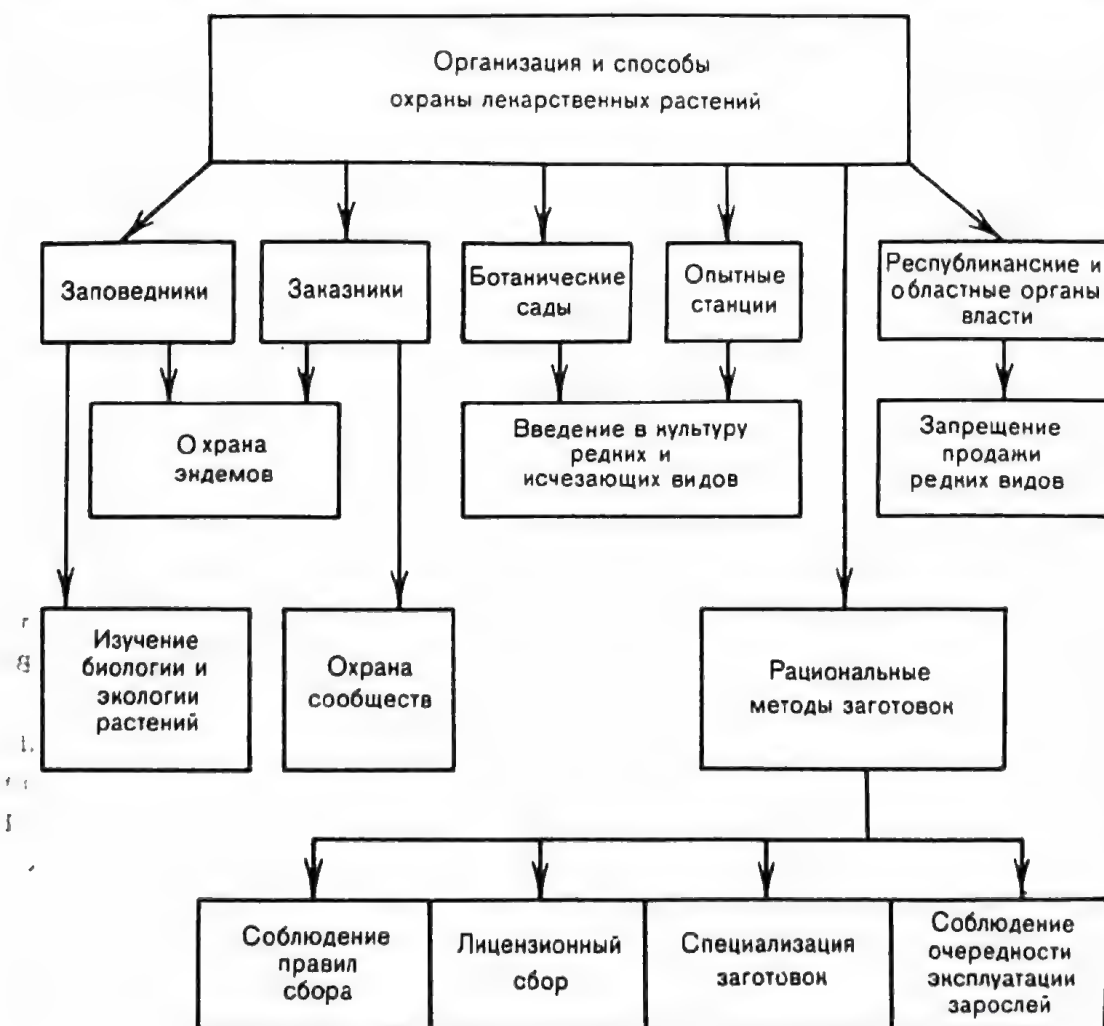 Организация и способы
охраны лекарственных растений
Заповедники
Заказники
Ботанические
сады
Опытные
станции
Республиканские и
областные органы
власти
Охрана
эндемов
Введение в культуру
редких и
исчезающих видов
Запрещение
продажи
редких видов
Изучение
биологии и
экологии
растений
Охрана
сообществ
Рациональные
методы заготовок
Соблюдение
правил
сбора
Лицензионный
сбор
Специализация
заготовок
Соблюдение
очередности
эксплуатации
зарослей